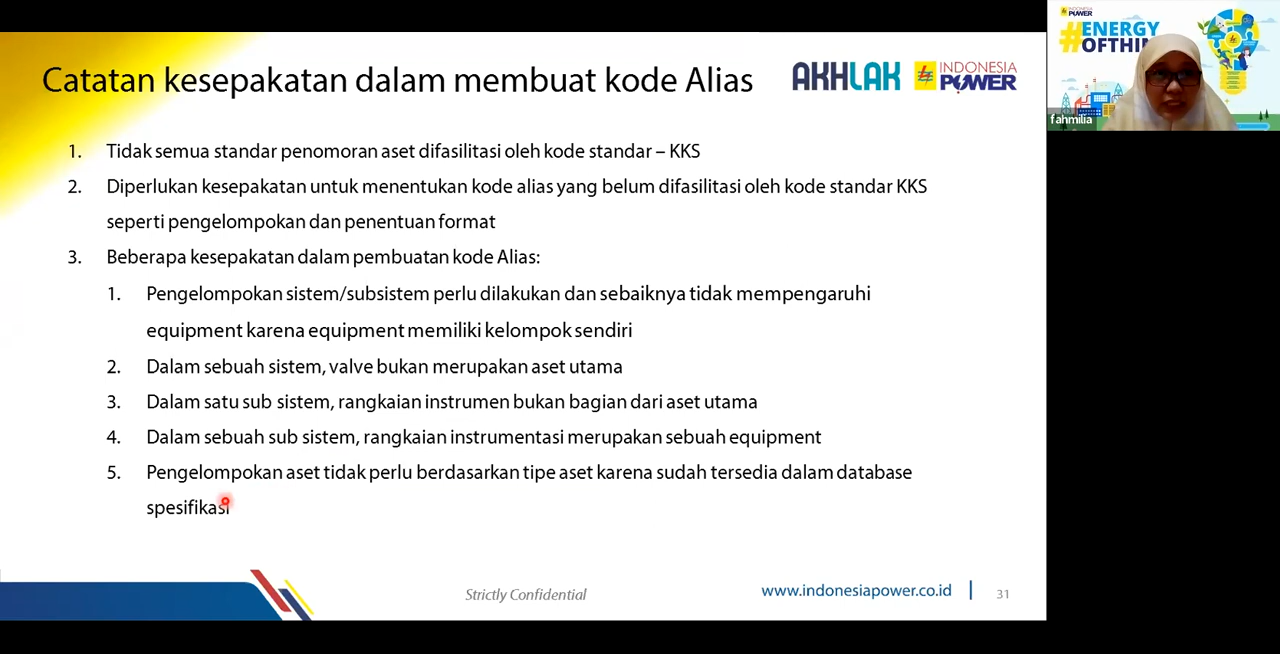 Catatan kesepakatan dalam membuat kode Alias
AKHLAK
INDONESIA
POWER
1. Tidak semua standar penomoran aset difasilitasi oleh kode standar – KKS
2. Diperlukan kesepakatan untuk menentukan kode alias yang belum difasilitasi oleh kode standar KKS
seperti pengelompokan dan penentuan format
3. Beberapa kesepakatan dalam pembuatan kode Alias:
1. Pengelompokan sistem/subsistem perlu dilakukan dan sebaiknya tidak mempengaruhi
equipment karena equipment memiliki kelompok sendiri
2. Dalam sebuah sistem, valve bukan merupakan aset utama
3. Dalam satu sub sistem, rangkaian instrumen bukan bagian dari aset utama
4. Dalam sebuah sub sistem, rangkaian instrumentasi merupakan sebuah equipment
5. Pengelompokan aset tidak perlu berdasarkan tipe aset karena sudah tersedia dalam database
spesifikasi
Strictly Confidential
www.indonesiapower.co.id
31
INDONESIA
POWER
#ENERGY
OFTHI
fahmilia